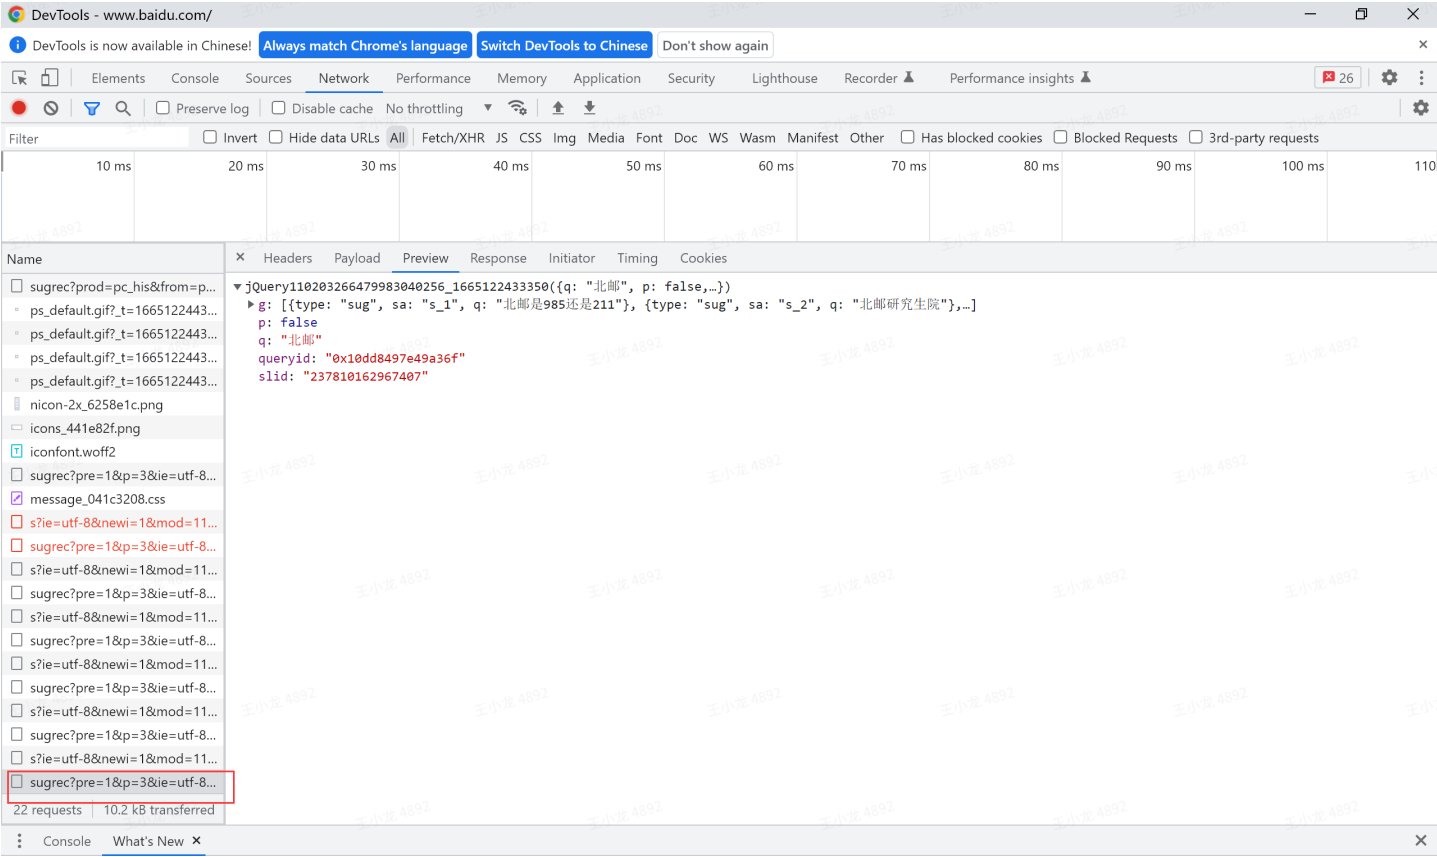 DevTools - www.baidu.com/
DevTools is now available in Chinese! Always match Chrome's language Switch DevTools to Chinese Don't show again
Elements Console Sources Network Performance Memory Application Security Lighthouse Recorder Performance insights 26
Preserve log Disable cache No throttling
Filter Invert Hide data URLs All Fetch/XHR JS CSS Img Media Font Doc WS Wasm Manifest Other Has blocked cookies Blocked Requests 3rd-party requests
10 ms 20 ms 30 ms 40 ms 50 ms 60 ms 70 ms 80 ms 90 ms 100 ms 110
Name
Headers Payload Preview Response Initiator Timing Cookies
sugrec?prod=pc_his&from=p...
ps_default.gif?_t=1665122443...
ps_default.gif?_t=1665122443...
ps_default.gif?_t=1665122443...
ps_default.gif?_t=1665122443...
nicon-2x_6258e1c.png
icons_441e82f.png
iconfont.woff2
sugrec?pre=1&p=3&ie=utf-8...
message_041c3208.css
s?ie=utf-8&newi=1&mod=11...
sugrec?pre=1&p=3&ie=utf-8...
s?ie=utf-8&newi=1&mod=11...
sugrec?pre=1&p=3&ie=utf-8...
s?ie=utf-8&newi=1&mod=11...
sugrec?pre=1&p=3&ie=utf-8...
s?ie=utf-8&newi=1&mod=11...
sugrec?pre=1&p=3&ie=utf-8...
s?ie=utf-8&newi=1&mod=11...
sugrec?pre=1&p=3&ie=utf-8...
s?ie=utf-8&newi=1&mod=11...
sugrec?pre=1&p=3&ie=utf-8...
jQuery110203266479983040256_1665122433350({q: "北邮", p: false,…})
g: [{type: "sug", sa: "s_1", q: "北邮是985还是211"}, {type: "sug", sa: "s_2", q: "北邮研究生院"},…]
p: false
q: "北邮"
queryid: "0x10dd8497e49a36f"
slid: "237810162967407"
22 requests 10.2 kB transferred
Console What's New
王小龙 4892